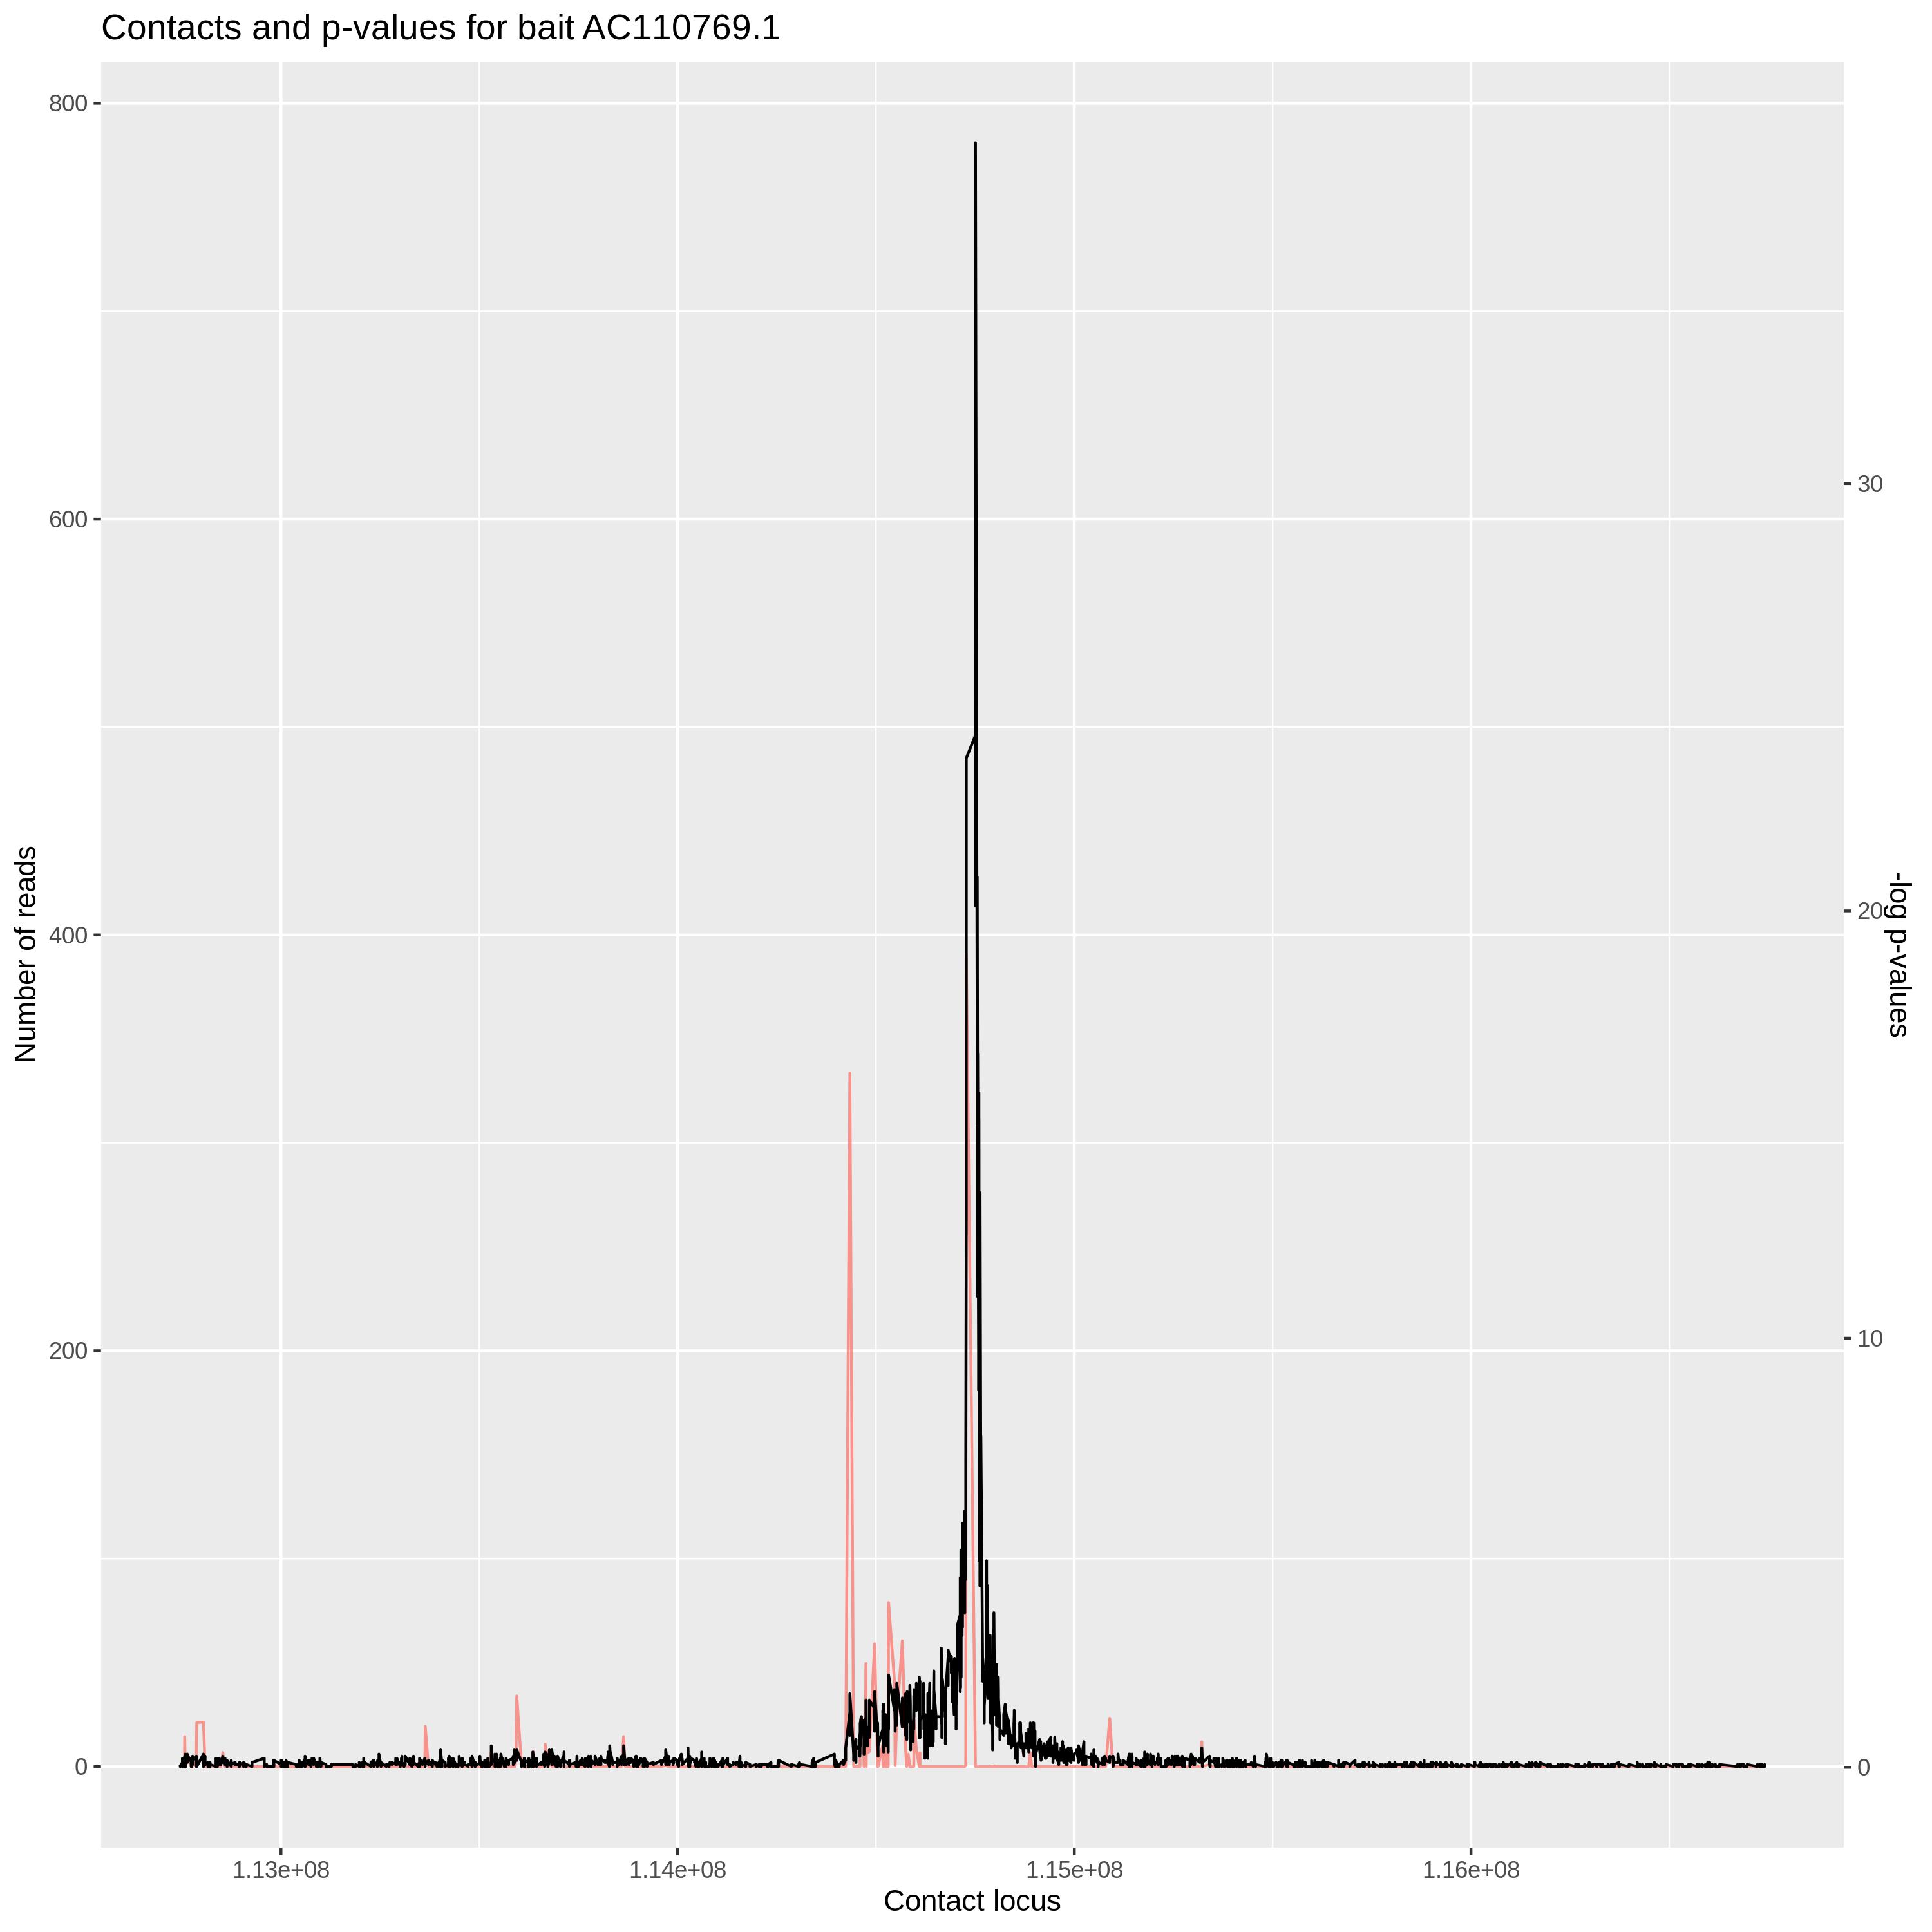 Contacts and p-values for bait AC110769.1
800
600
400
200
0
Number of reads
30
20
10
0
-log p-values
1.13e+08
1.14e+08
1.15e+08
1.16e+08
Contact locus